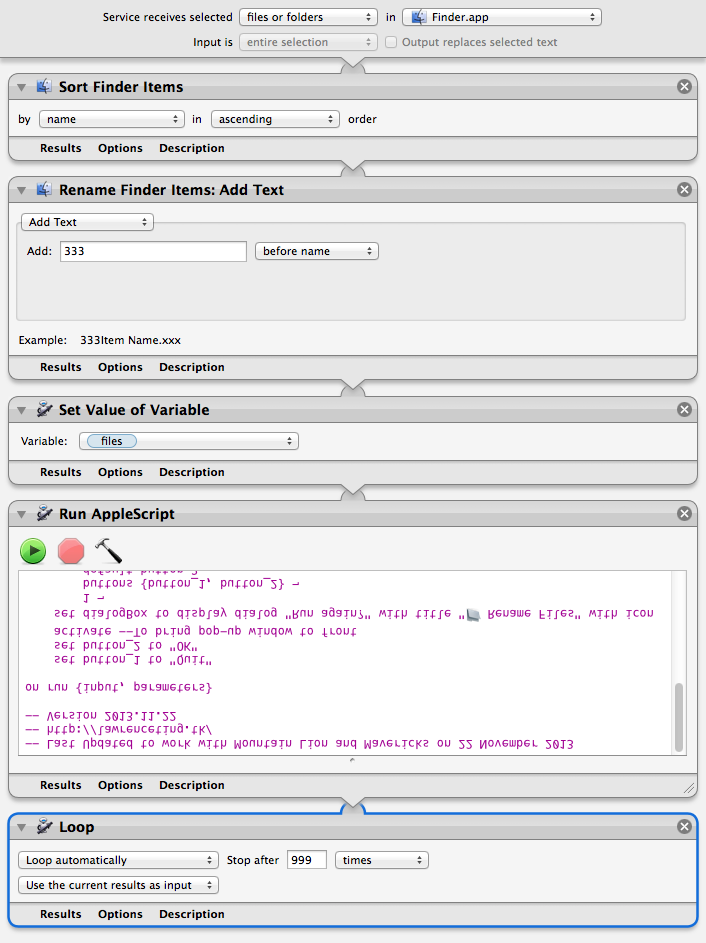 Service receives selected files or folders in Finder.app
Input is entire selection Output replaces selected text
Sort Finder Items
by name in ascending order
Results Options Description
Rename Finder Items: Add Text
Add Text
Add: 333 before name
Example: 333Item Name.xxx
Results Options Description
Set Value of Variable
Variable: files
Results Options Description
Run AppleScript
-- Last Updated to work with Mountain Lion and Mavericks on 22 November 2013
-- http://lawrenceting.tk/
-- Version 2013.11.22
on run {input, parameters}
set button_1 to "Quit"
set button_2 to "OK"
activate --To bring pop-up window to front
set dialogBox to display dialog "Run again?" with title " Rename Files" with icon
1 ¬
buttons {button_1, button_2} ¬
default button
Results Options Description
Loop
Loop automatically Stop after 999 times
Use the current results as input
Results Options Description